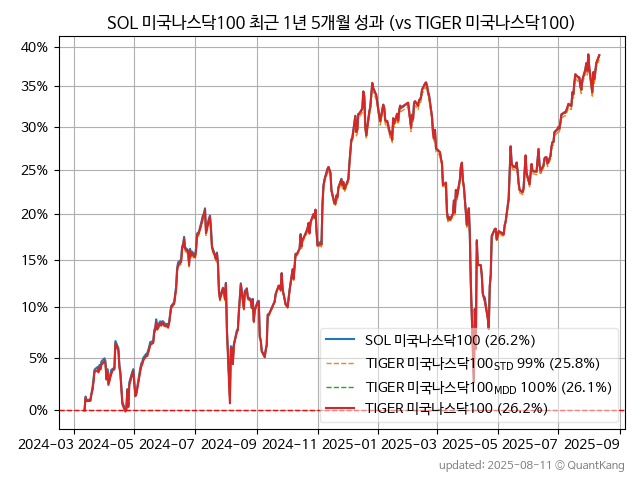 SOL 미국나스닥100 최근 1년 5개월 성과 (vs TIGER 미국나스닥100)
40%
35%
30%
25%
20%
15%
10%
5%
0%
SOL 미국나스닥100 (26.2%)
TIGER 미국나스닥100STD 99% (25.8%)
TIGER 미국나스닥100MDD 100% (26.1%)
TIGER 미국나스닥100 (26.2%)
2024-03 2024-05 2024-07 2024-09 2024-11 2025-01 2025-03 2025-05 2025-07 2025-09
updated: 2025-08-11 © QuantKang